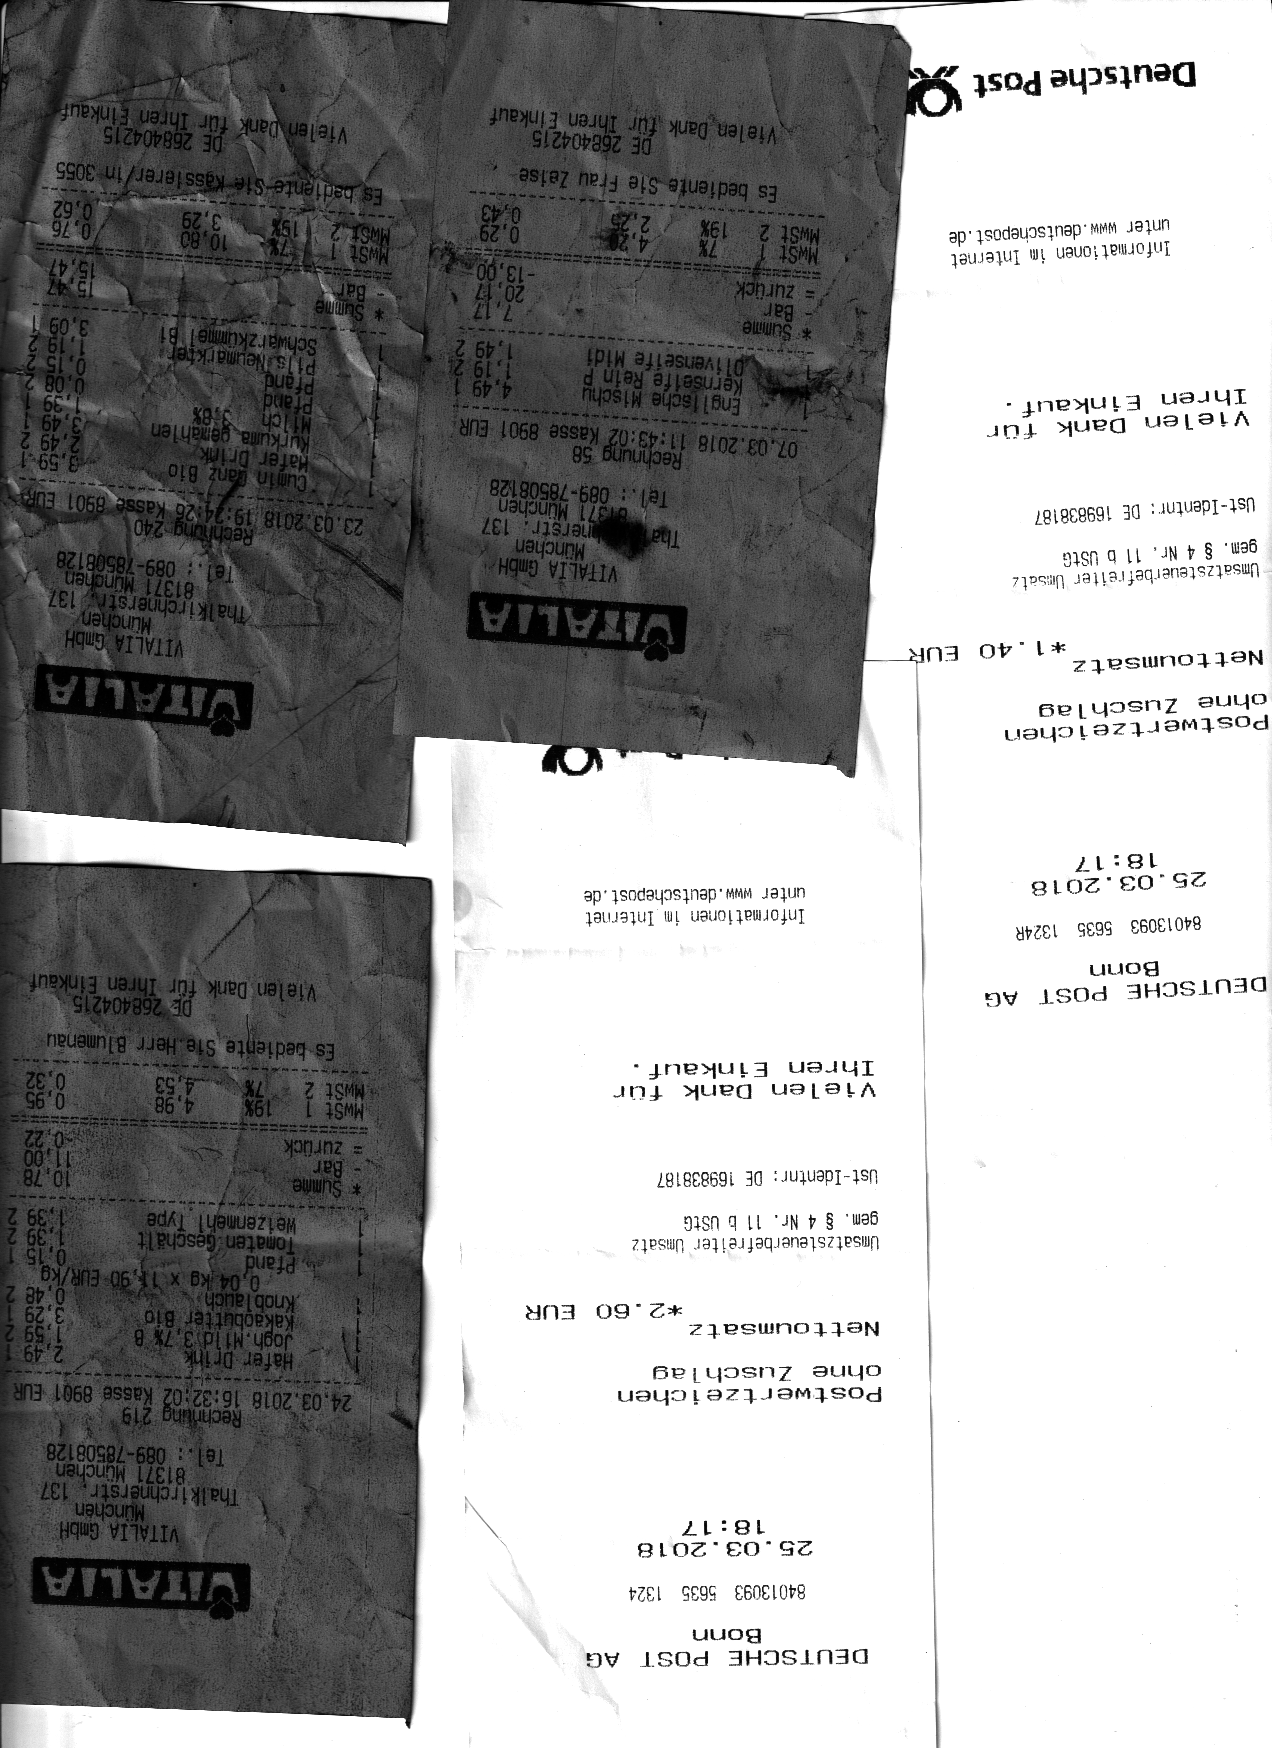 DEUTSCHE POST AG
Bonn
84013093 5635 1324R
25.03.2018
18:17
Postwertzeichen
ohne Zuschlag
Nettoumsatz
*1.40 EUR
Umsatzsteuerbefreiter Umsatz
gem. § 4 Nr. 11 b UStG
Ust-Identnr: DE 169838187
Vielen Dank für
Ihren Einkauf.
Informationen im Internet
unter www.deutschepost.de
Deutsche Post
DEUTSCHE POST AG
Bonn
84013093 5635 1324
25.03.2018
18:17
Postwertzeichen
ohne Zuschlag
Nettoumsatz
*2.60 EUR
Umsatzsteuerbefreiter Umsatz
gem. § 4 Nr. 11 b UStG
Ust-Identnr: DE 169838187
Vielen Dank für
Ihren Einkauf.
Informationen im Internet
unter www.deutschepost.de
VITALIA
VITALIA GmbH
München
Thalkirchnerstr. 137
81371 München
Tel.: 089-78508128
Rechnung 219
24.03.2018 16:32:02 Kasse 8901 EUR
1 Hafer Drink 2,49 1
1 Jogh.Mild 3,7% B 1,59 2
1 Kakaobutter Bio 3,29 1
1 Knoblauch 0,48 2
0,04 kg x 11,90 EUR/kg
1 Pfand 0,15 1
1 Tomaten Geschält 1,39 2
1 Weizenmehl Type 1,39 2
* Summe 10,78
- Bar 11,00
= zurück -0,22
MwSt 1 19% 4,98 0,95
MwSt 2 7% 4,53 0,32
Es bediente Sie Herr Blumenau
DE 268404215
Vielen Dank für Ihren Einkauf
VITALIA
VITALIA GmbH
München
137
81371 München
Tel.: 089-78508128
Rechnung 58
07.03.2018 11:43:02 Kasse 8901 EUR
1 Englische Mischu 4,49 1
Kernseife Rein P 1,19 2
1 Olivenseife Midi 1,49 2
* Summe 7,17
- Bar 20,17
= zurück -13,00
MwSt 1 7% 4,20 0,29
MwSt 2 19% 2,25 0,43
Es bediente Sie Frau Zeise
DE 268404215
Vielen Dank für Ihren Einkauf
VITALIA
VITALIA GmbH
München
Thalkirchnerstr. 137
81371 München
Tel.: 089-78508128
Rechnung 240
23.03.2018 19:24:26 Kasse 8901 EUR
1 Cumin ganz Bio 3,59 1
1 Hafer Drink 2,49 2
1 Kurkuma gemahlen 3,49 1
1 Milch 3,8% 1,39 1
1 Pfand 0,08 2
1 Pfand 0,15 2
1 Pils Neumarkter 1,19 2
1 Schwarzkümmel Bl 3,09 1
* Summe 15,47
- Bar 15,47
MwSt 1 7% 10,80 0,76
MwSt 2 19% 3,29 0,62
Es bediente Sie Kassierer/in 3055
DE 268404215
Vielen Dank für Ihren Einkauf